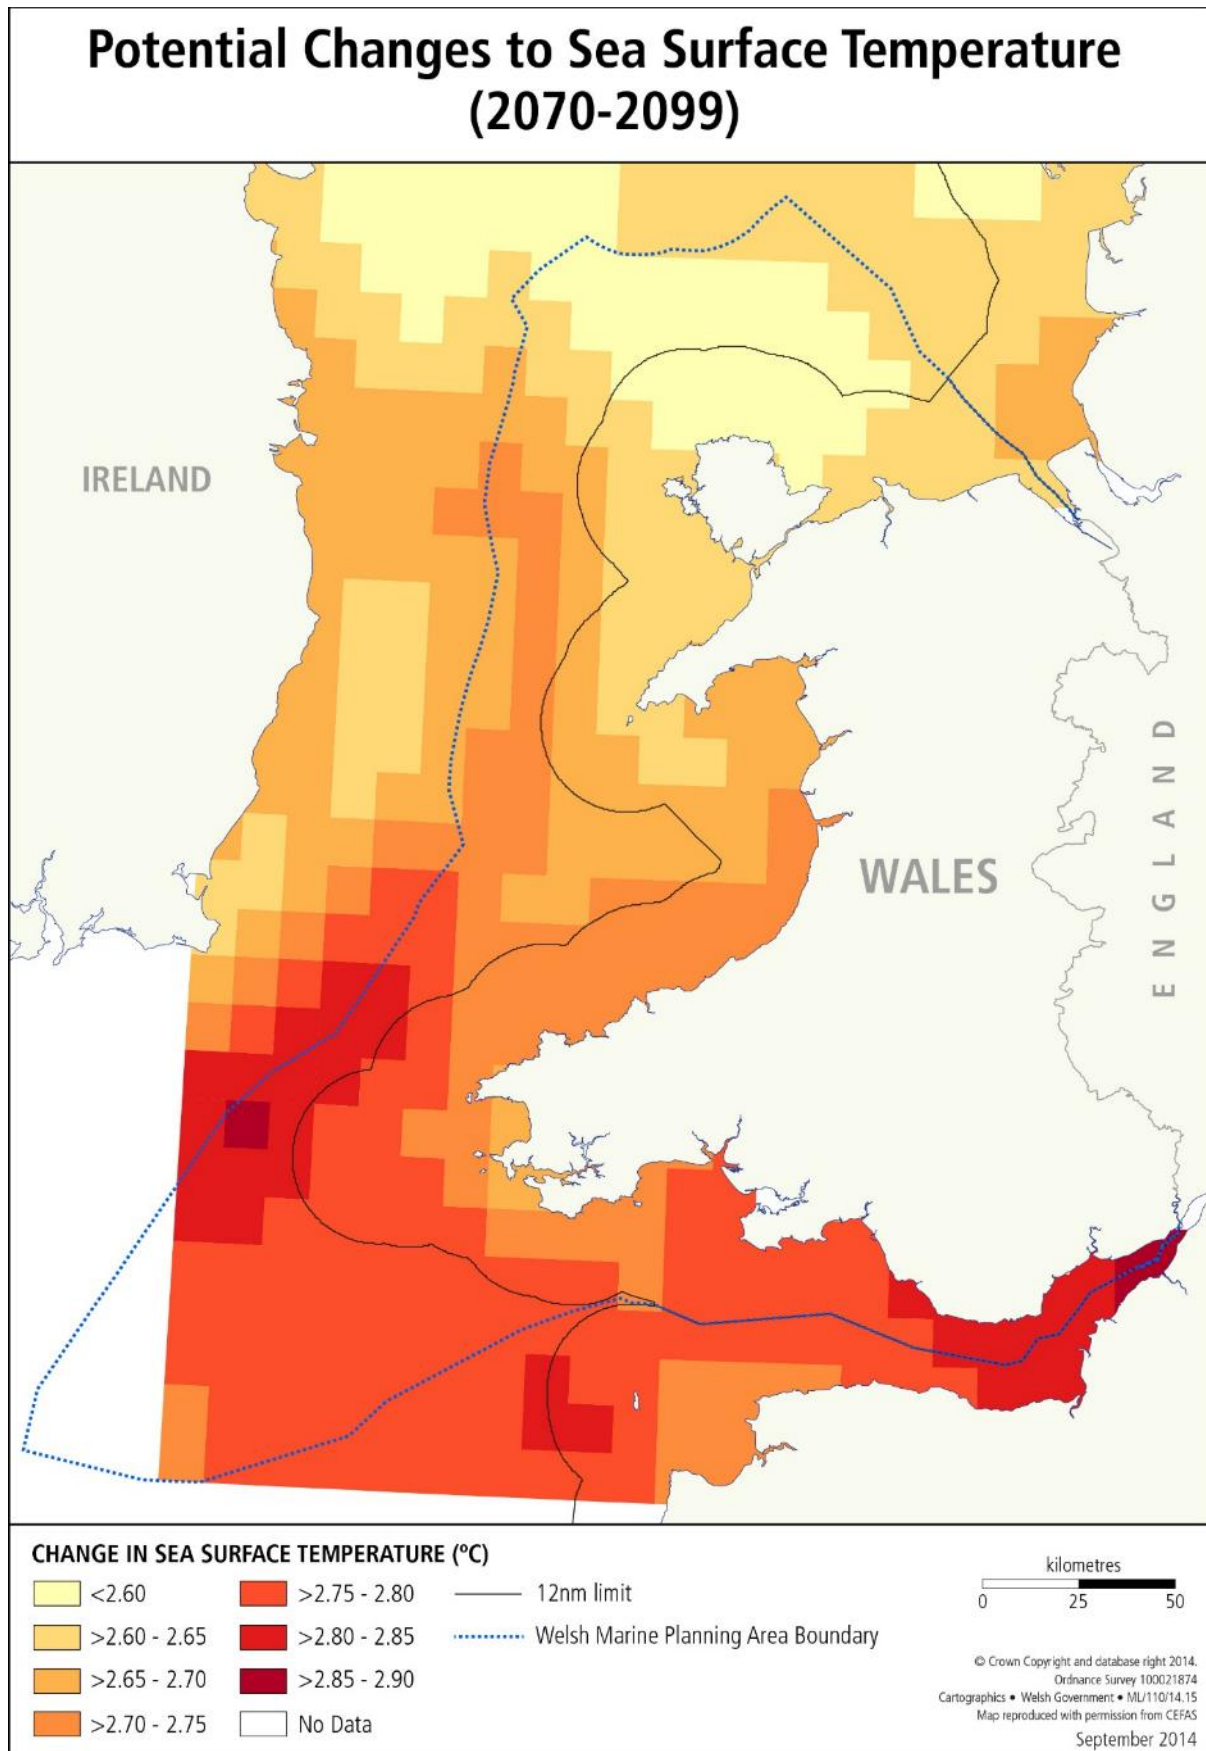 Potential Changes to Sea Surface Temperature
(2070-2099)
IRELAND
WALES
ENGLAND
CHANGE IN SEA SURFACE TEMPERATURE (ºC)
<2.60
>2.60 - 2.65
>2.65 - 2.70
>2.70 - 2.75
>2.75 - 2.80
>2.80 - 2.85
>2.85 - 2.90
No Data
12nm limit
Welsh Marine Planning Area Boundary
kilometres
0 25 50
© Crown Copyright and database right 2014.
Ordnance Survey 100021874
Cartographics • Welsh Government • ML/110/14.15
Map reproduced with permission from CEFAS
September 2014